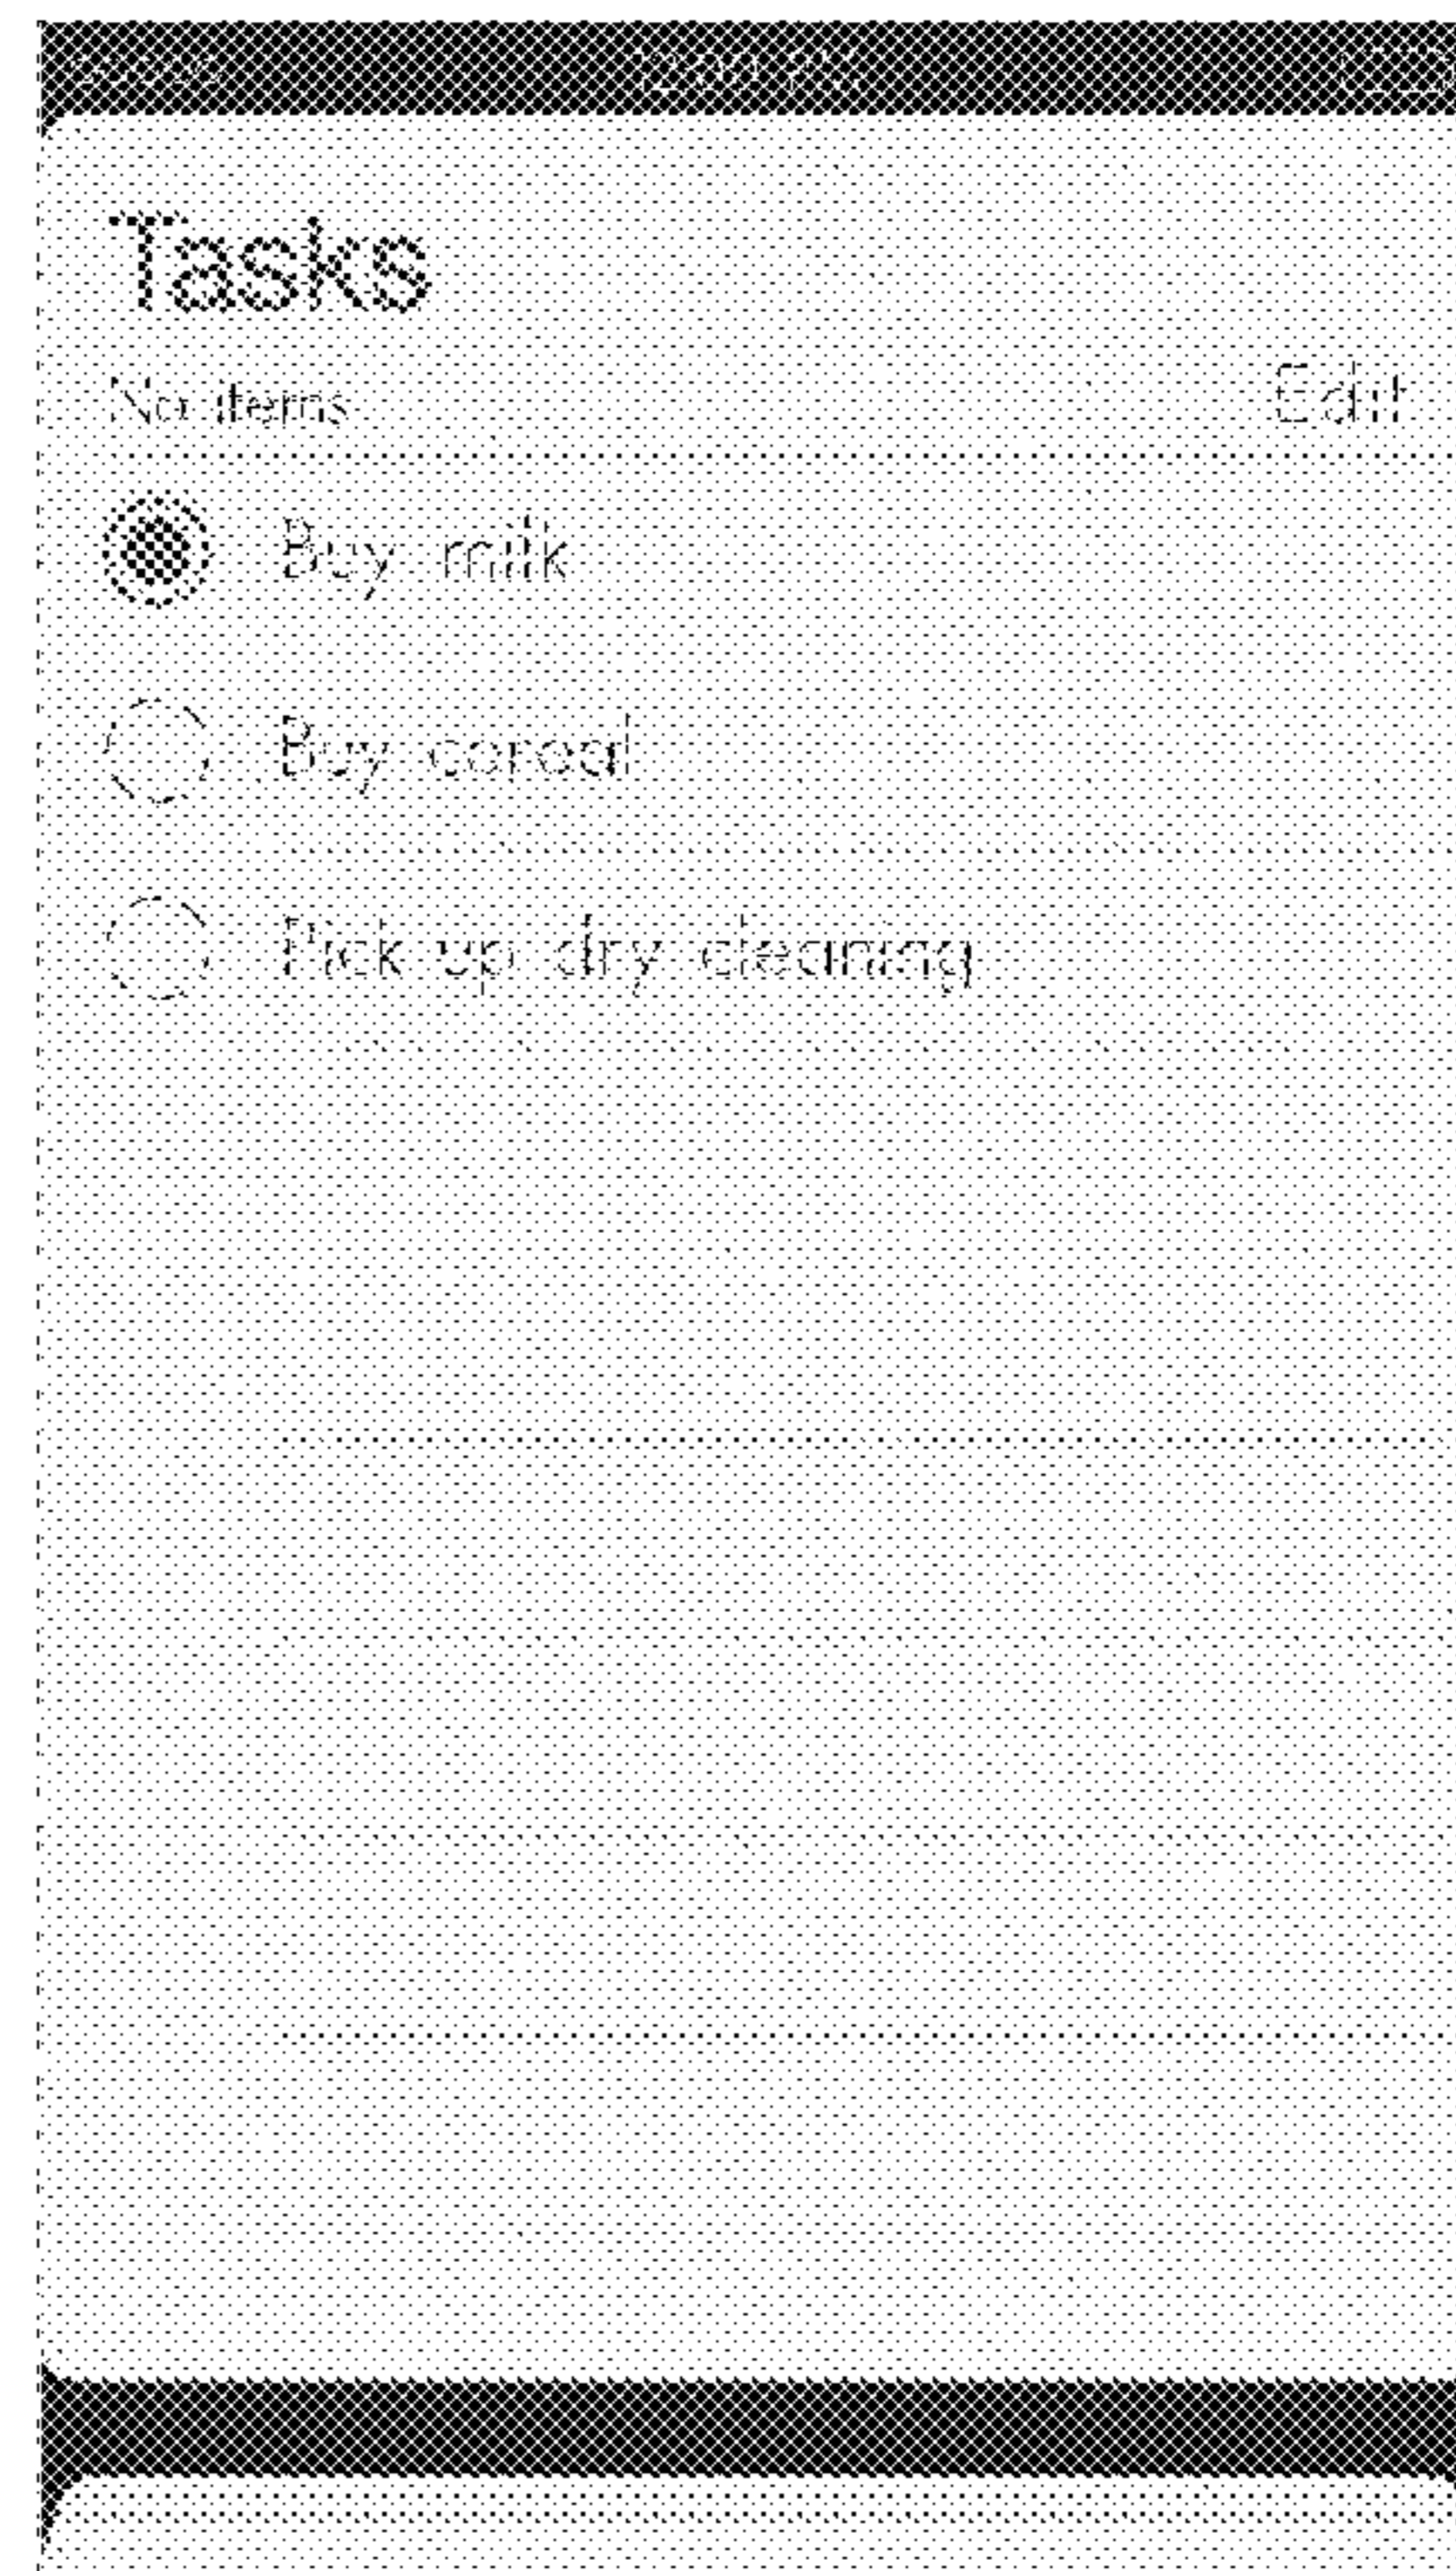 Tasks
No items
Edit
Buy milk
Buy cereal
Pick up dry cleaning